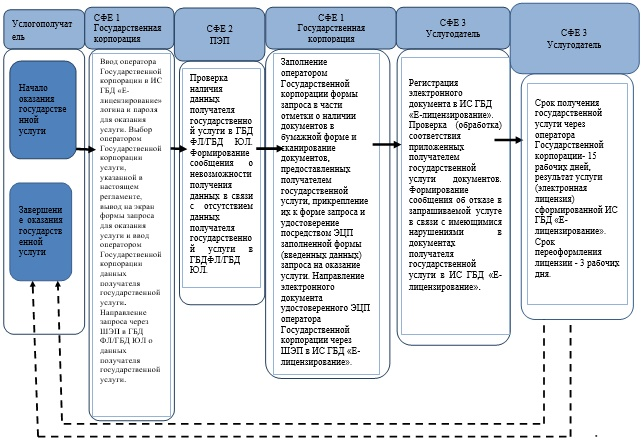 Услогополучат
ель
Начало
оказания
государстве
нной
услуги
Завершени
е оказания
государств
енной
услуги
СФЕ 1
Государственная
корпорация
Ввод оператора
Государственной
корпорации в ИС
ГБД «Е-
лицензирование»
логина и пароля
для оказания
услуги. Выбор
оператором
Государственной
корпорации
услуги,
указанной в
настоящем
регламенте,
вывод на экран
формы запроса
для оказания
услуги и ввод
оператором
Государственной
корпорации
данных
получателя
государственной
услуги.
Направление
запроса через
ШЭП в ГБД
ФЛ/ГБД ЮЛ о
данных
получателя
государственной
услуги.
СФЕ 2
ПЭП
Проверка
наличия
данных
получателя
государственно
й услуги в ГБД
ФЛ/ГБД ЮЛ.
Формирование
сообщения о
невозможности
получения
данных в связи
с отсутствием
данных
получателя
государственно
й услуги в
ГБДФЛ/ГБД
ЮЛ.
СФЕ 1
Государственная
корпорация
Заполнение
оператором
Государственной
корпорации формы
запроса в части
отметки о наличии
документов в
бумажной форме и
сканирование
документов,
предоставленных
получателем
государственной
услуги, прикрепление
их к форме запроса и
удостоверение
посредством ЭЦП
заполненной формы
(введенных данных)
запроса на оказание
услуги. Направление
электронного
документа
удостоверенного ЭЦП
оператора
Государственной
корпорации через
ШЭП в ИС ГБД «Е-
лицензирование».
СФЕ 3
Услугодатель
Регистрация
электронного
документа в ИС ГБД
«Е-лицензирование».
Проверка (обработка)
соответствия
приложенных
получателем
государственной
услуги документов.
Формирование
сообщения об отказе в
запрашиваемой услуге
в связи с имеющимися
нарушениями в
документах
получателя
государственной
услуги в ИС ГБД «Е-
лицензирование».
СФЕ 3
Услугодатель
Срок получения
государственной
услуги через
оператора
Государственной
корпорации- 15
рабочих дней,
результат услуги
(электронная
лицензия)
сформированной ИС
ГБД «Е-
лицензирование».
Срок
переоформления
лицензии - 3 рабочих
дня.